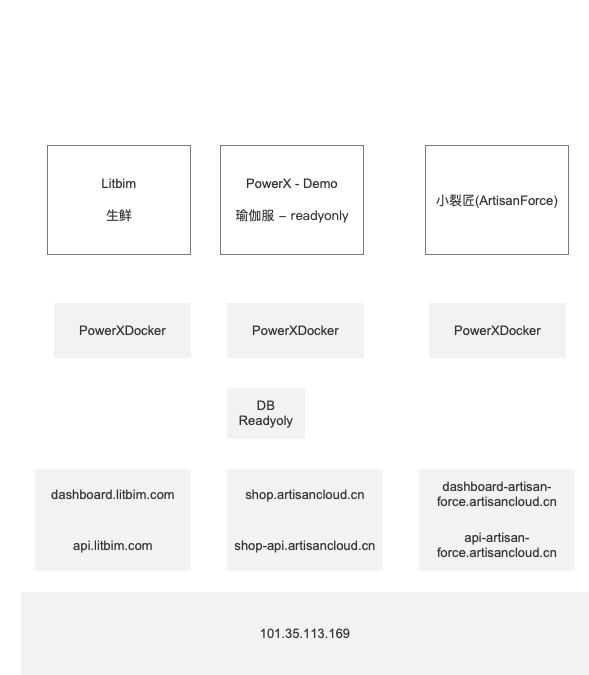 Litbim
生鲜
PowerX - Demo
瑜伽服 – readyonly
小裂匠(ArtisanForce)
PowerXDocker
PowerXDocker
PowerXDocker
DB
Readyoly
dashboard.litbim.com
api.litbim.com
shop.artisancloud.cn
shop-api.artisancloud.cn
dashboard-artisan-
force.artisancloud.cn
api-artisan-
force.artisancloud.cn
101.35.113.169